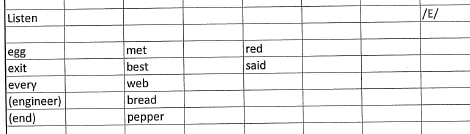 Listen /E/
egg met red
exit best said
every web
(engineer) bread
(end) pepper